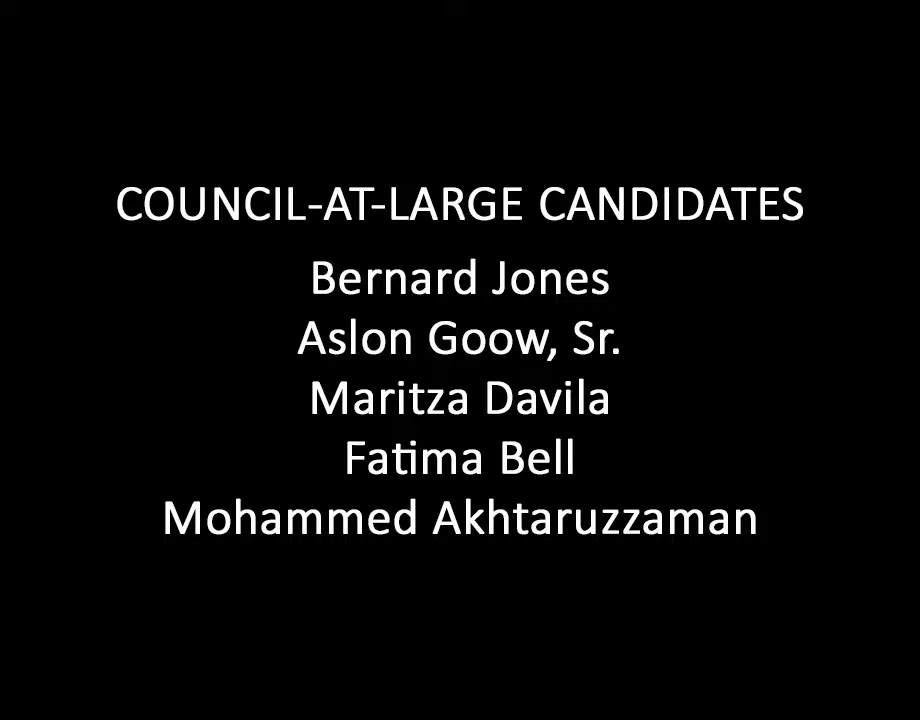 COUNCIL-AT-LARGE CANDIDATES
Bernard Jones
Aslon Goow, Sr.
Maritza Davila
Fatima Bell
Mohammed Akhtaruzzaman